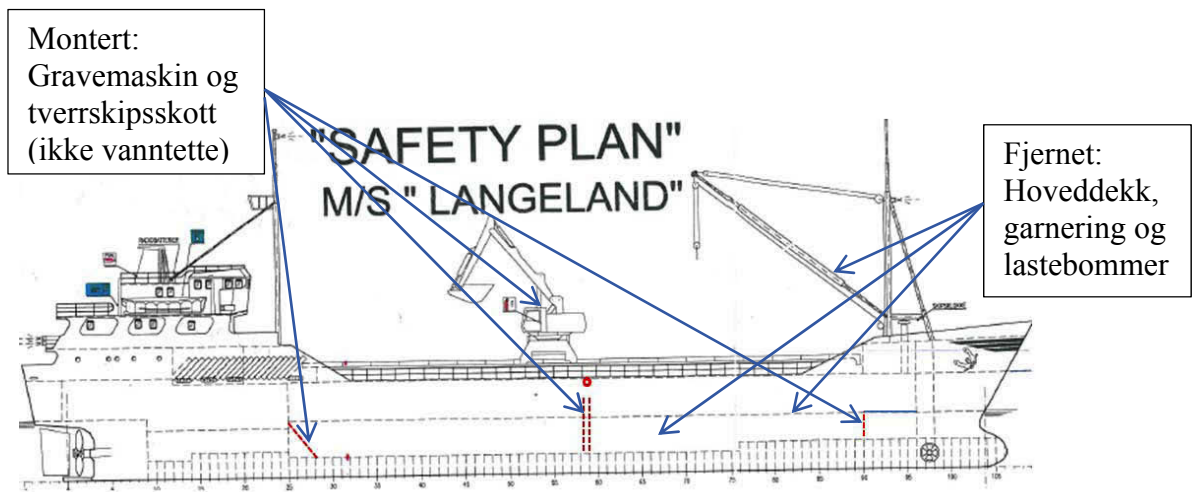 Montert:
Gravemaskin og
tverrskipsskott
(ikke vanntette)
"SAFETY PLAN"
M/S " LANGELAND"
Fjernet:
Hoveddekk,
garnering og
lastebommer